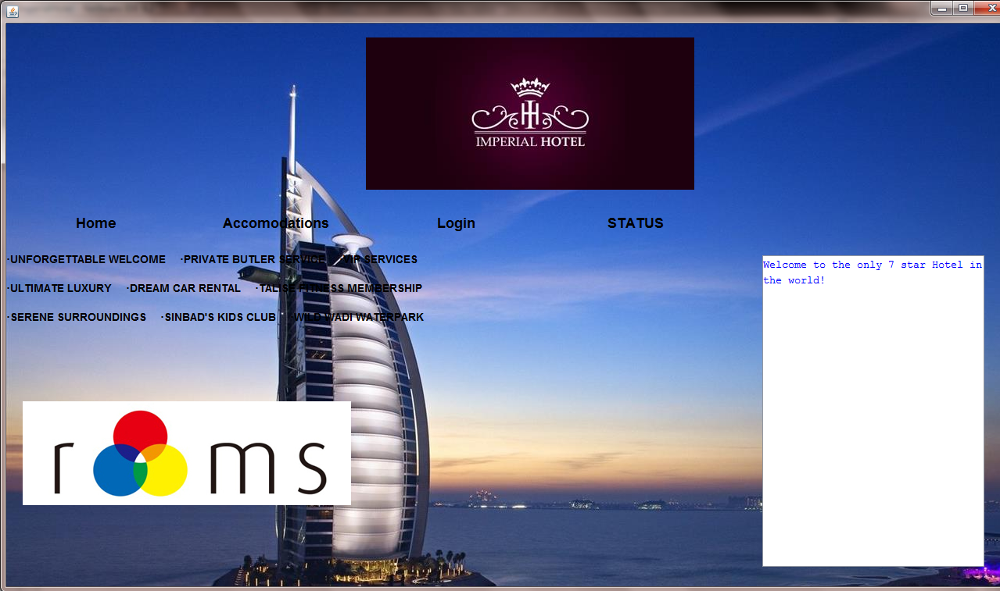 IMPERIAL HOTEL
Home Accomodations Login STATUS
·UNFORGETTABLE WELCOME ·PRIVATE BUTLER SERVICE ·VIP SERVICES
·ULTIMATE LUXURY ·DREAM CAR RENTAL ·TALISE FITNESS MEMBERSHIP
·SERENE SURROUNDINGS ·SINBAD'S KIDS CLUB ·WILD WADI WATERPARK
Welcome to the only 7 star Hotel in
the world!
rooms